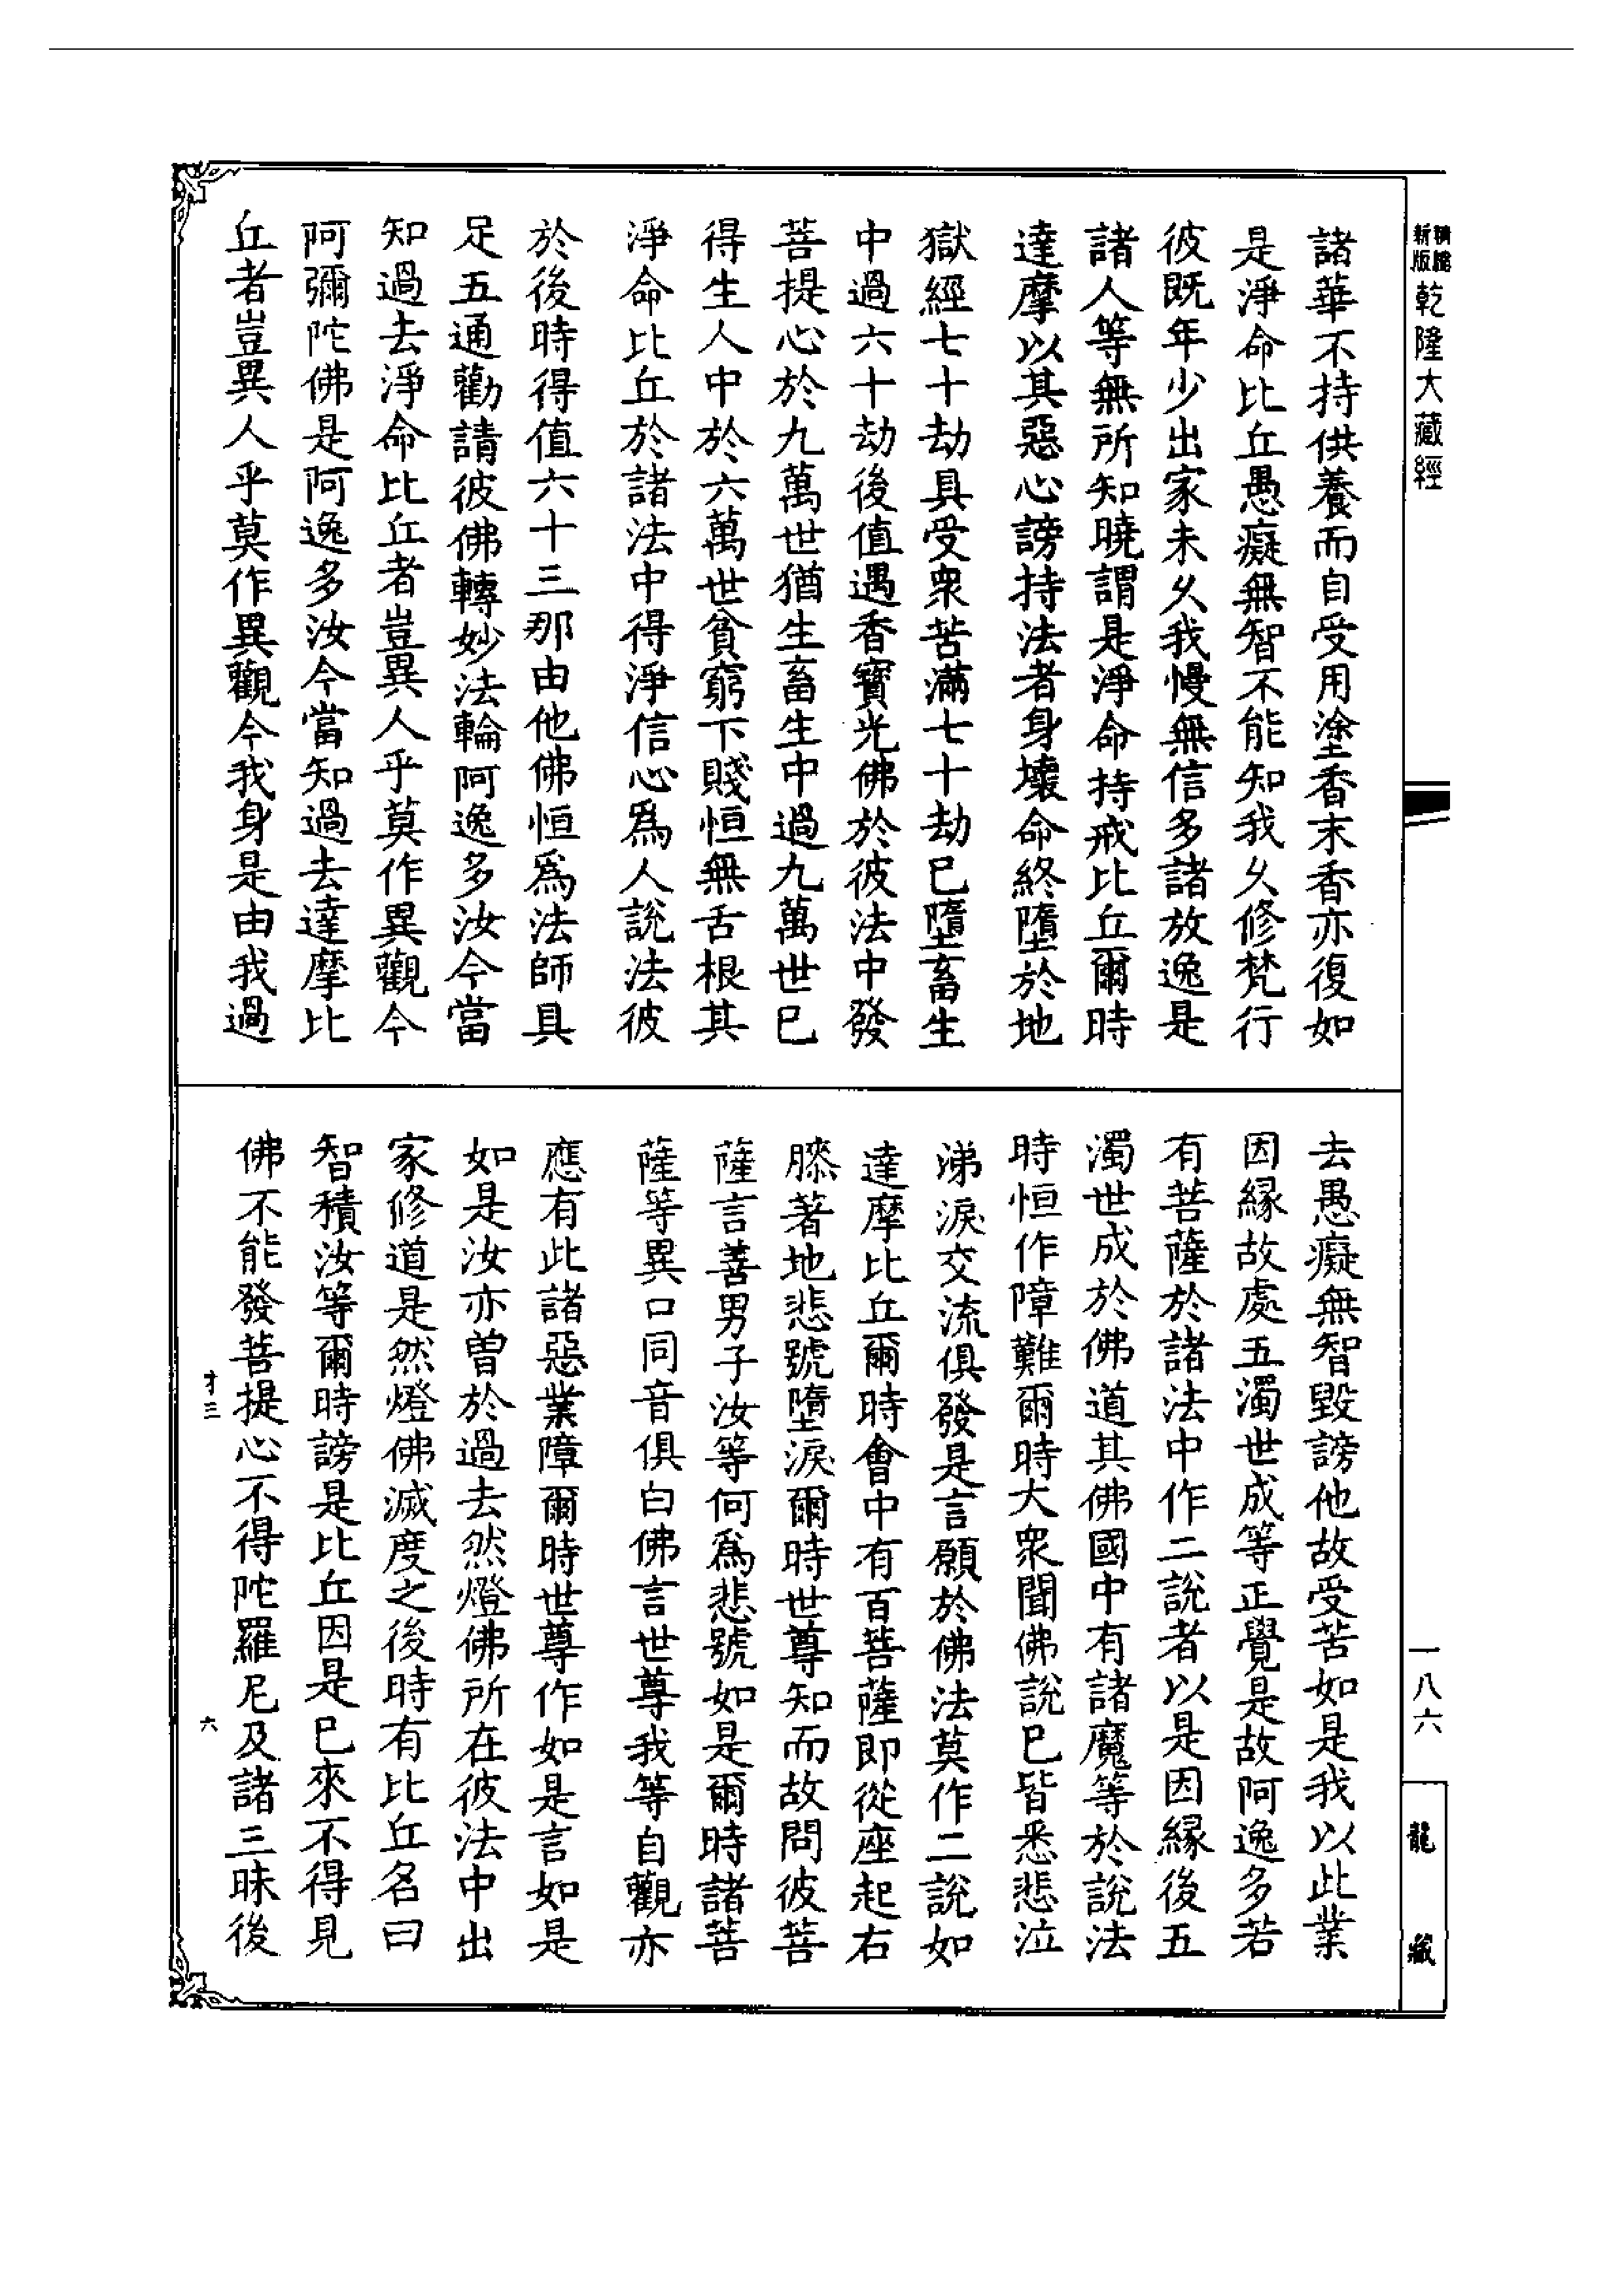 新版
精縮
乾隆大藏經
一八六
龍藏
諸華不持供養而自受用塗香末香亦復如
是淨命比丘愚癡無智不能知我久修梵行
彼既年少出家未久我慢無信多諸放逸是
諸人等無所知曉謂是淨命持戒比丘爾時
達摩以其惡心謗持法者身壞命終墮於地
獄經七十劫具受衆苦滿七十劫已墮畜生
中過六十劫後值遇香寶光佛於彼法中發
菩提心於九萬世猶生畜生中過九萬世已
得生人中於六萬世貧窮下賤恒無舌根其
淨命比丘於諸法中得淨信心爲人說法彼
於後時得值六十三那由他佛恒爲法師具
足五通勸請彼佛轉妙法輪阿逸多汝今當
知過去淨命比丘者豈異人乎莫作異觀今
阿彌陀佛是阿逸多汝今當知過去達摩比
丘者豈異人乎莫作異觀今我身是由我過
去愚癡無智毀謗他故受苦如是我以此業
因緣故處五濁世成等正覺是故阿逸多若
有菩薩於諸法中作二說者以是因緣後五
濁世成於佛道其佛國中有諸魔等於說法
時恒作障難爾時大衆聞佛說已皆悉悲泣
涕淚交流俱發是言願於佛法莫作二說如
達摩比丘爾時會中有百菩薩即從座起右
膝著地悲號墮淚爾時世尊知而故問彼菩
薩言善男子汝等何爲悲號如是爾時諸菩
薩等異口同音俱白佛言世尊我等自觀亦
應有此諸惡業障爾時世尊作如是言如是
如是汝亦曾於過去然燈佛所在彼法中出
家修道是然燈佛滅度之後時有比丘名曰
智積汝等爾時謗是比丘因是已來不得見
佛不能發菩提心不得陀羅尼及諸三昧後
才三
六